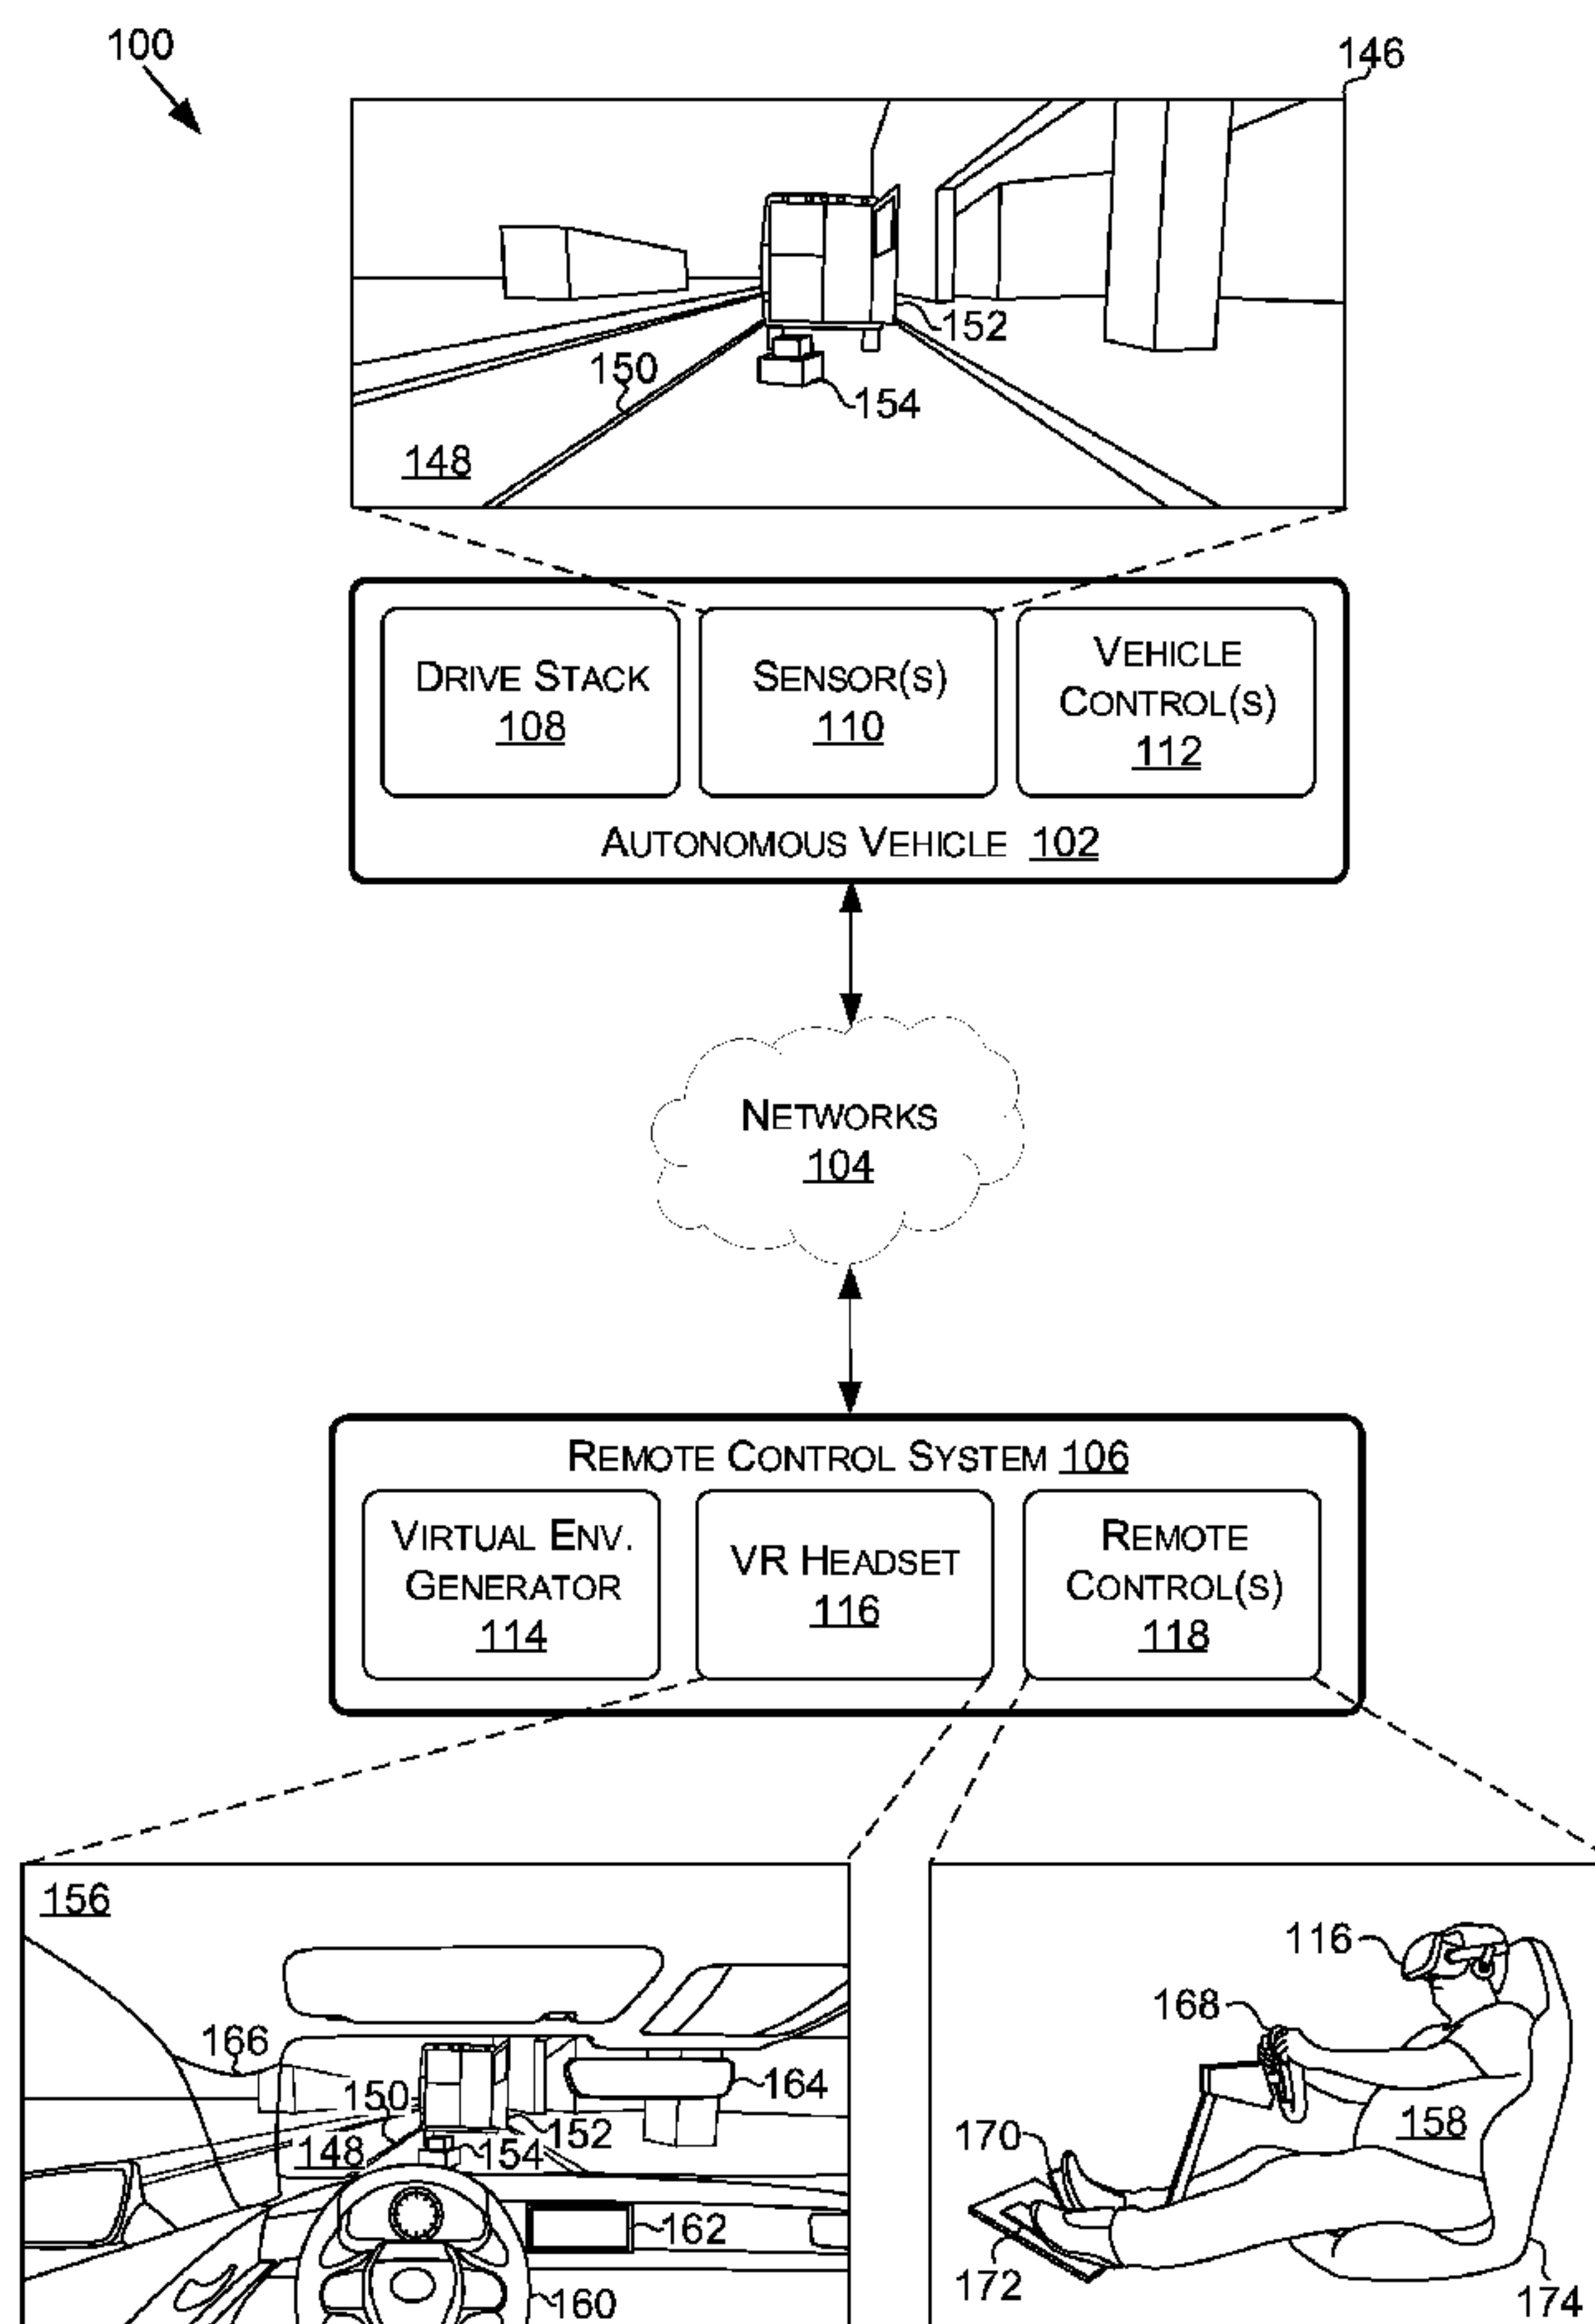 100
146
152
150
154
148
DRIVE STACK
108
SENSOR(S)
110
VEHICLE
CONTROL(S)
112
AUTONOMOUS VEHICLE 102
NETWORKS
104
REMOTE CONTROL SYSTEM 106
VIRTUAL ENV.
GENERATOR
114
VR HEADSET
116
REMOTE
CONTROL(S)
118
156
166
150
164
148
154
152
162
160
116
168
158
170
172
174